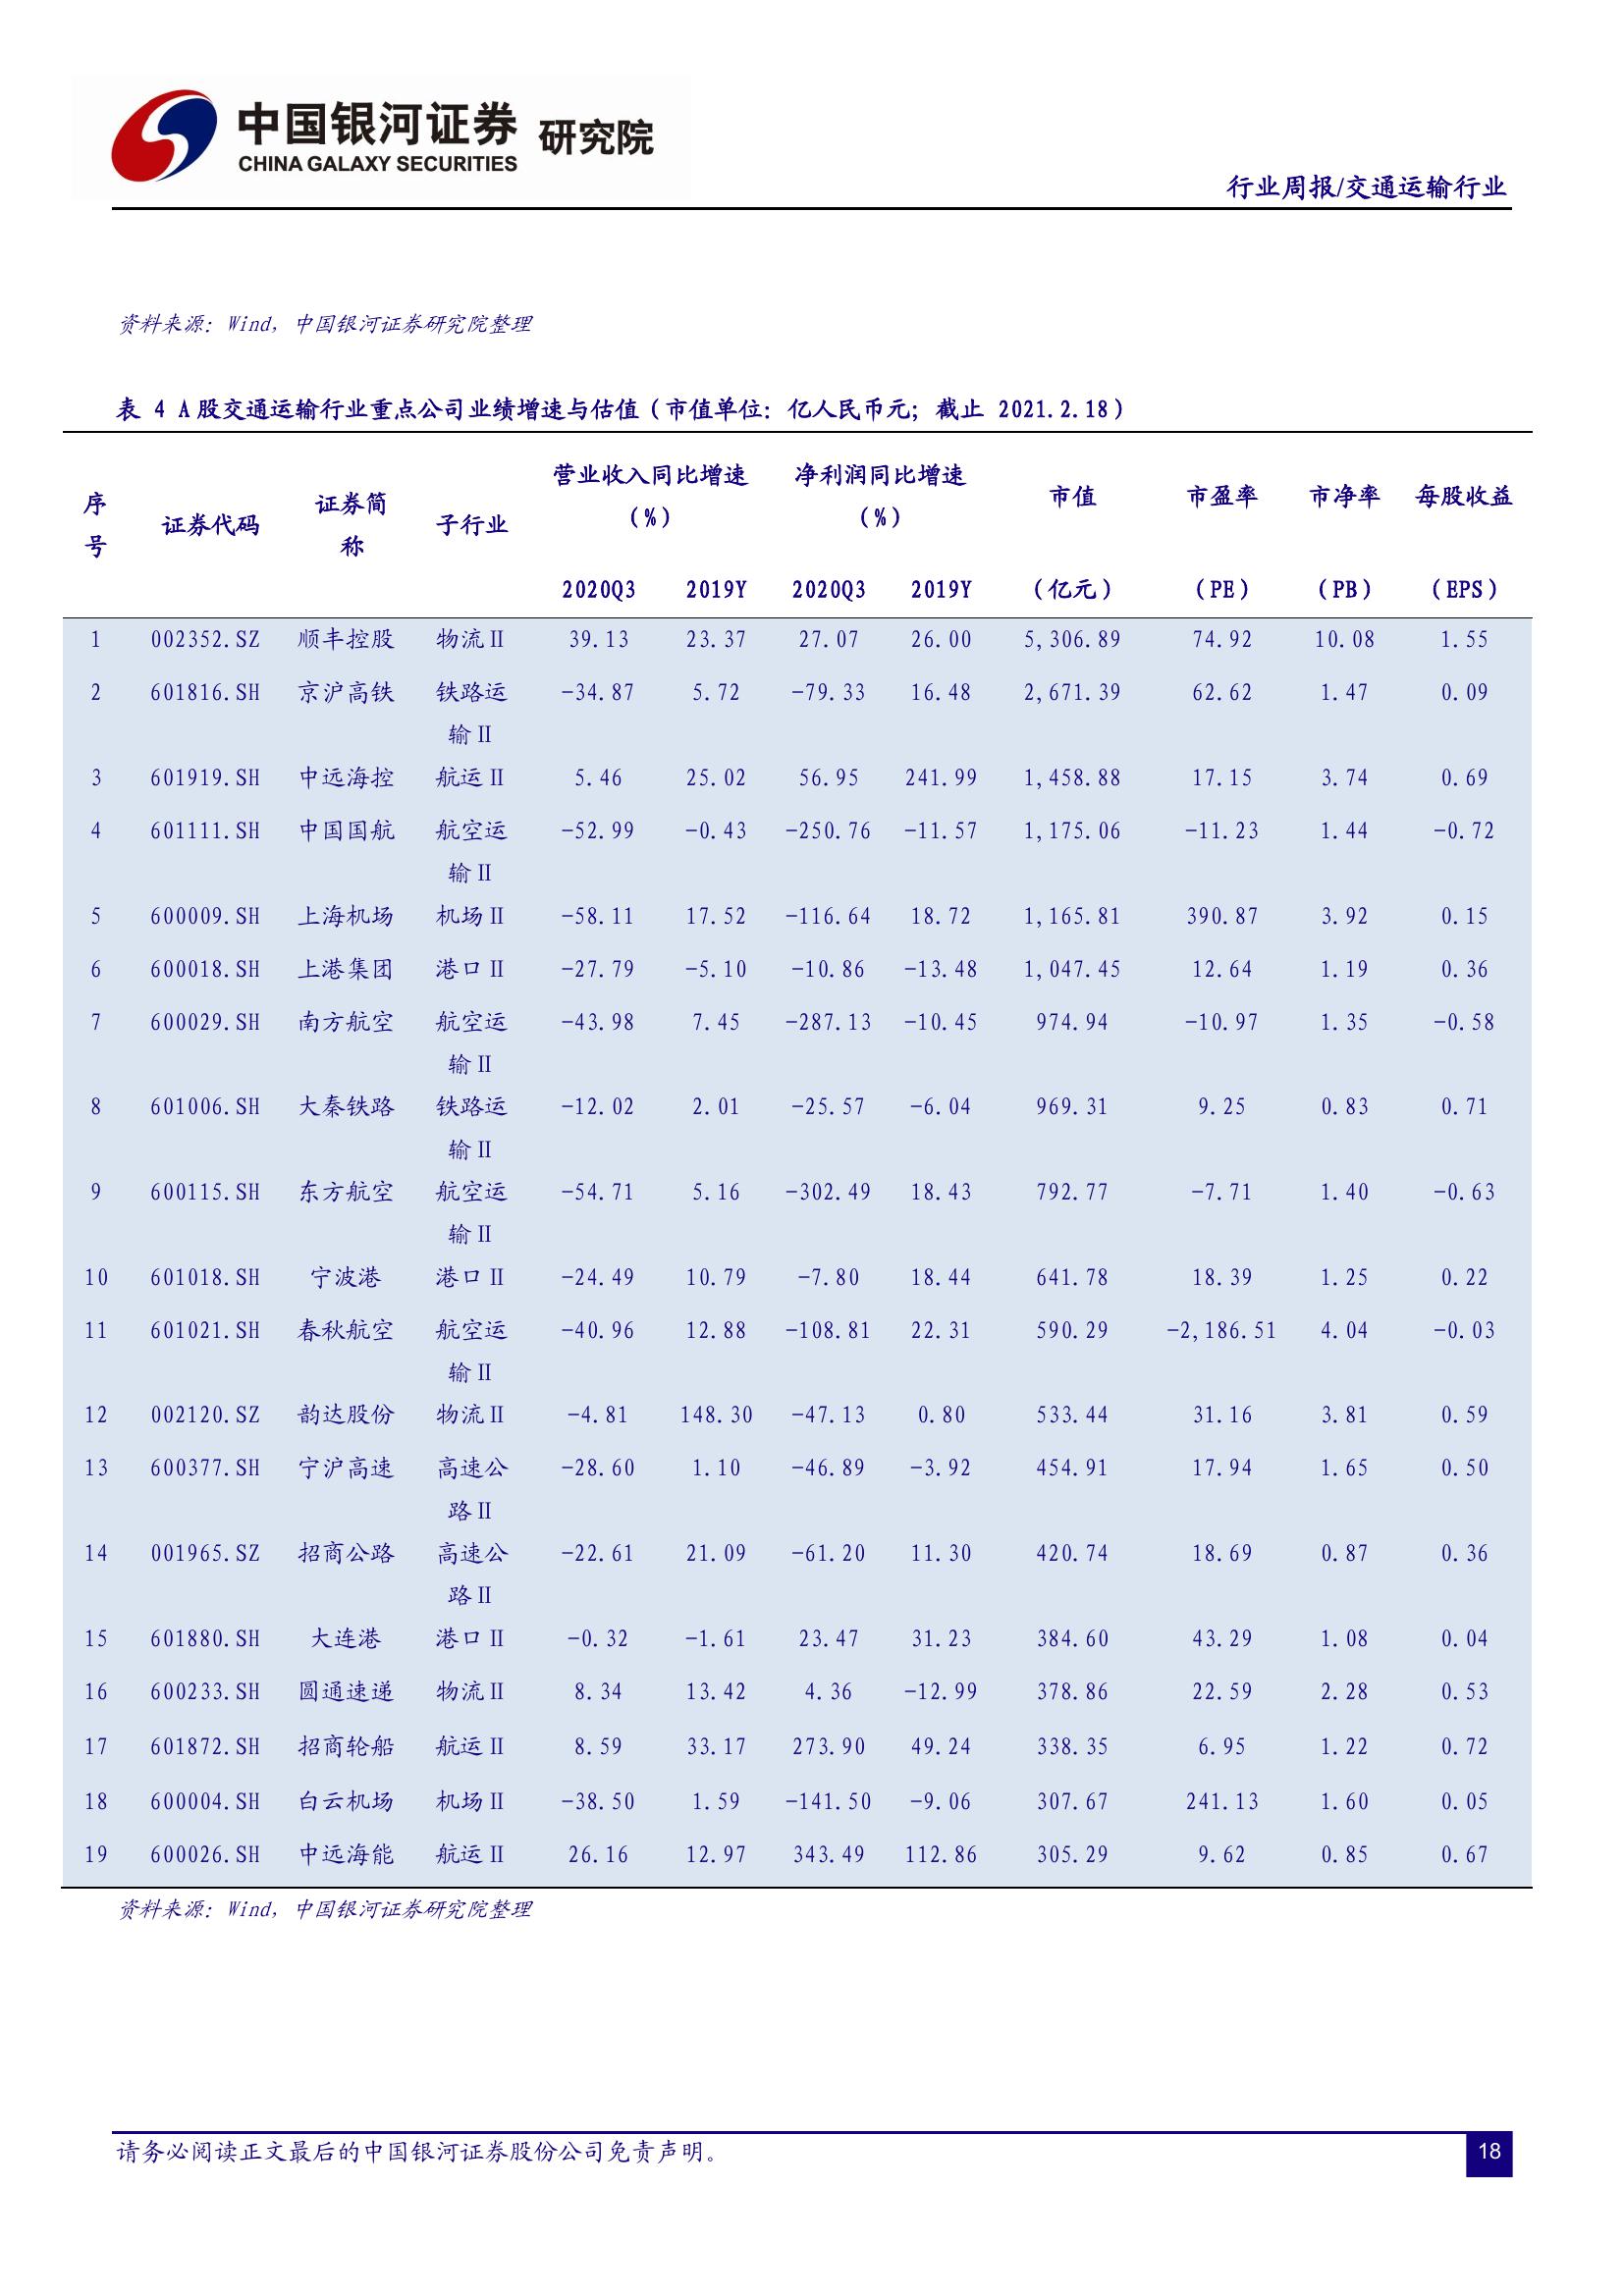 中国银河证券 研究院
CHINA GALAXY SECURITIES
行业周报/交通运输行业
资料来源：Wind，中国银河证券研究院整理
表 4 A股交通运输行业重点公司业绩增速与估值（市值单位：亿人民币元；截止 2021.2.18）
序号 证券代码 证券简称 子行业 营业收入同比增速（%） 净利润同比增速（%） 市值 市盈率 市净率 每股收益
2020Q3 2019Y 2020Q3 2019Y （亿元） （PE） （PB） （EPS）
1 002352.SZ 顺丰控股 物流Ⅱ 39.13 23.37 27.07 26.00 5,306.89 74.92 10.08 1.55
2 601816.SH 京沪高铁 铁路运输Ⅱ -34.87 5.72 -79.33 16.48 2,671.39 62.62 1.47 0.09
3 601919.SH 中远海控 航运Ⅱ 5.46 25.02 56.95 241.99 1,458.88 17.15 3.74 0.69
4 601111.SH 中国国航 航空运输Ⅱ -52.99 -0.43 -250.76 -11.57 1,175.06 -11.23 1.44 -0.72
5 600009.SH 上海机场 机场Ⅱ -58.11 17.52 -116.64 18.72 1,165.81 390.87 3.92 0.15
6 600018.SH 上港集团 港口Ⅱ -27.79 -5.10 -10.86 -13.48 1,047.45 12.64 1.19 0.36
7 600029.SH 南方航空 航空运输Ⅱ -43.98 7.45 -287.13 -10.45 974.94 -10.97 1.35 -0.58
8 601006.SH 大秦铁路 铁路运输Ⅱ -12.02 2.01 -25.57 -6.04 969.31 9.25 0.83 0.71
9 600115.SH 东方航空 航空运输Ⅱ -54.71 5.16 -302.49 18.43 792.77 -7.71 1.40 -0.63
10 601018.SH 宁波港 港口Ⅱ -24.49 10.79 -7.80 18.44 641.78 18.39 1.25 0.22
11 601021.SH 春秋航空 航空运输Ⅱ -40.96 12.88 -108.81 22.31 590.29 -2,186.51 4.04 -0.03
12 002120.SZ 韵达股份 物流Ⅱ -4.81 148.30 -47.13 0.80 533.44 31.16 3.81 0.59
13 600377.SH 宁沪高速 高速公路Ⅱ -28.60 1.10 -46.89 -3.92 454.91 17.94 1.65 0.50
14 001965.SZ 招商公路 高速公路Ⅱ -22.61 21.09 -61.20 11.30 420.74 18.69 0.87 0.36
15 601880.SH 大连港 港口Ⅱ -0.32 -1.61 23.47 31.23 384.60 43.29 1.08 0.04
16 600233.SH 圆通速递 物流Ⅱ 8.34 13.42 4.36 -12.99 378.86 22.59 2.28 0.53
17 601872.SH 招商轮船 航运Ⅱ 8.59 33.17 273.90 49.24 338.35 6.95 1.22 0.72
18 600004.SH 白云机场 机场Ⅱ -38.50 1.59 -141.50 -9.06 307.67 241.13 1.60 0.05
19 600026.SH 中远海能 航运Ⅱ 26.16 12.97 343.49 112.86 305.29 9.62 0.85 0.67
资料来源：Wind，中国银河证券研究院整理
请务必阅读正文最后的中国银河证券股份公司免责声明。
18